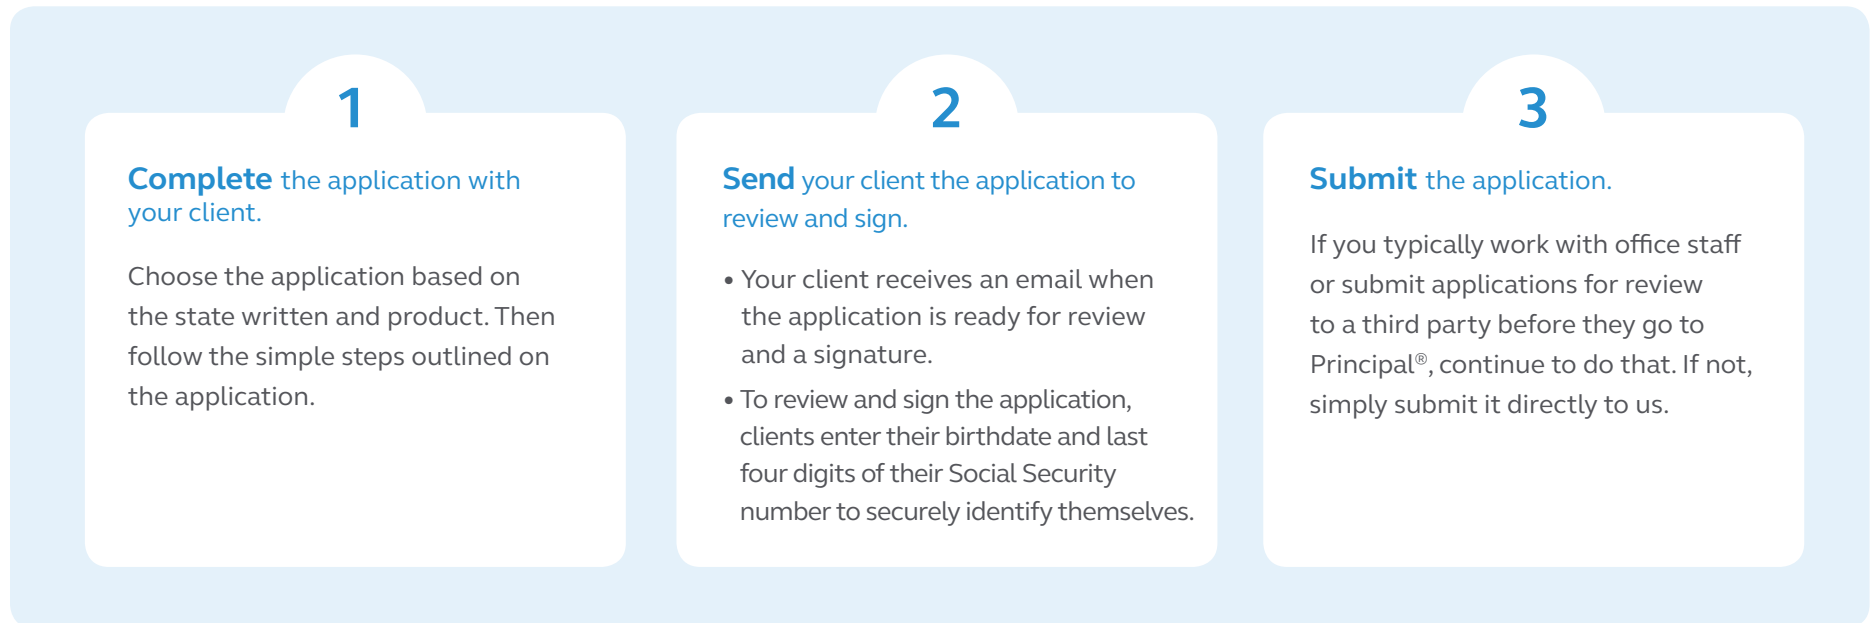 1
Complete the application with
your client.
Choose the application based on
the state written and product. Then
follow the simple steps outlined on
the application.
2
Send your client the application to
review and sign.
• Your client receives an email when
the application is ready for review
and a signature.
• To review and sign the application,
clients enter their birthdate and last
four digits of their Social Security
number to securely identify themselves.
3
Submit the application.
If you typically work with office staff
or submit applications for review
to a third party before they go to
Principal®, continue to do that. If not,
simply submit it directly to us.